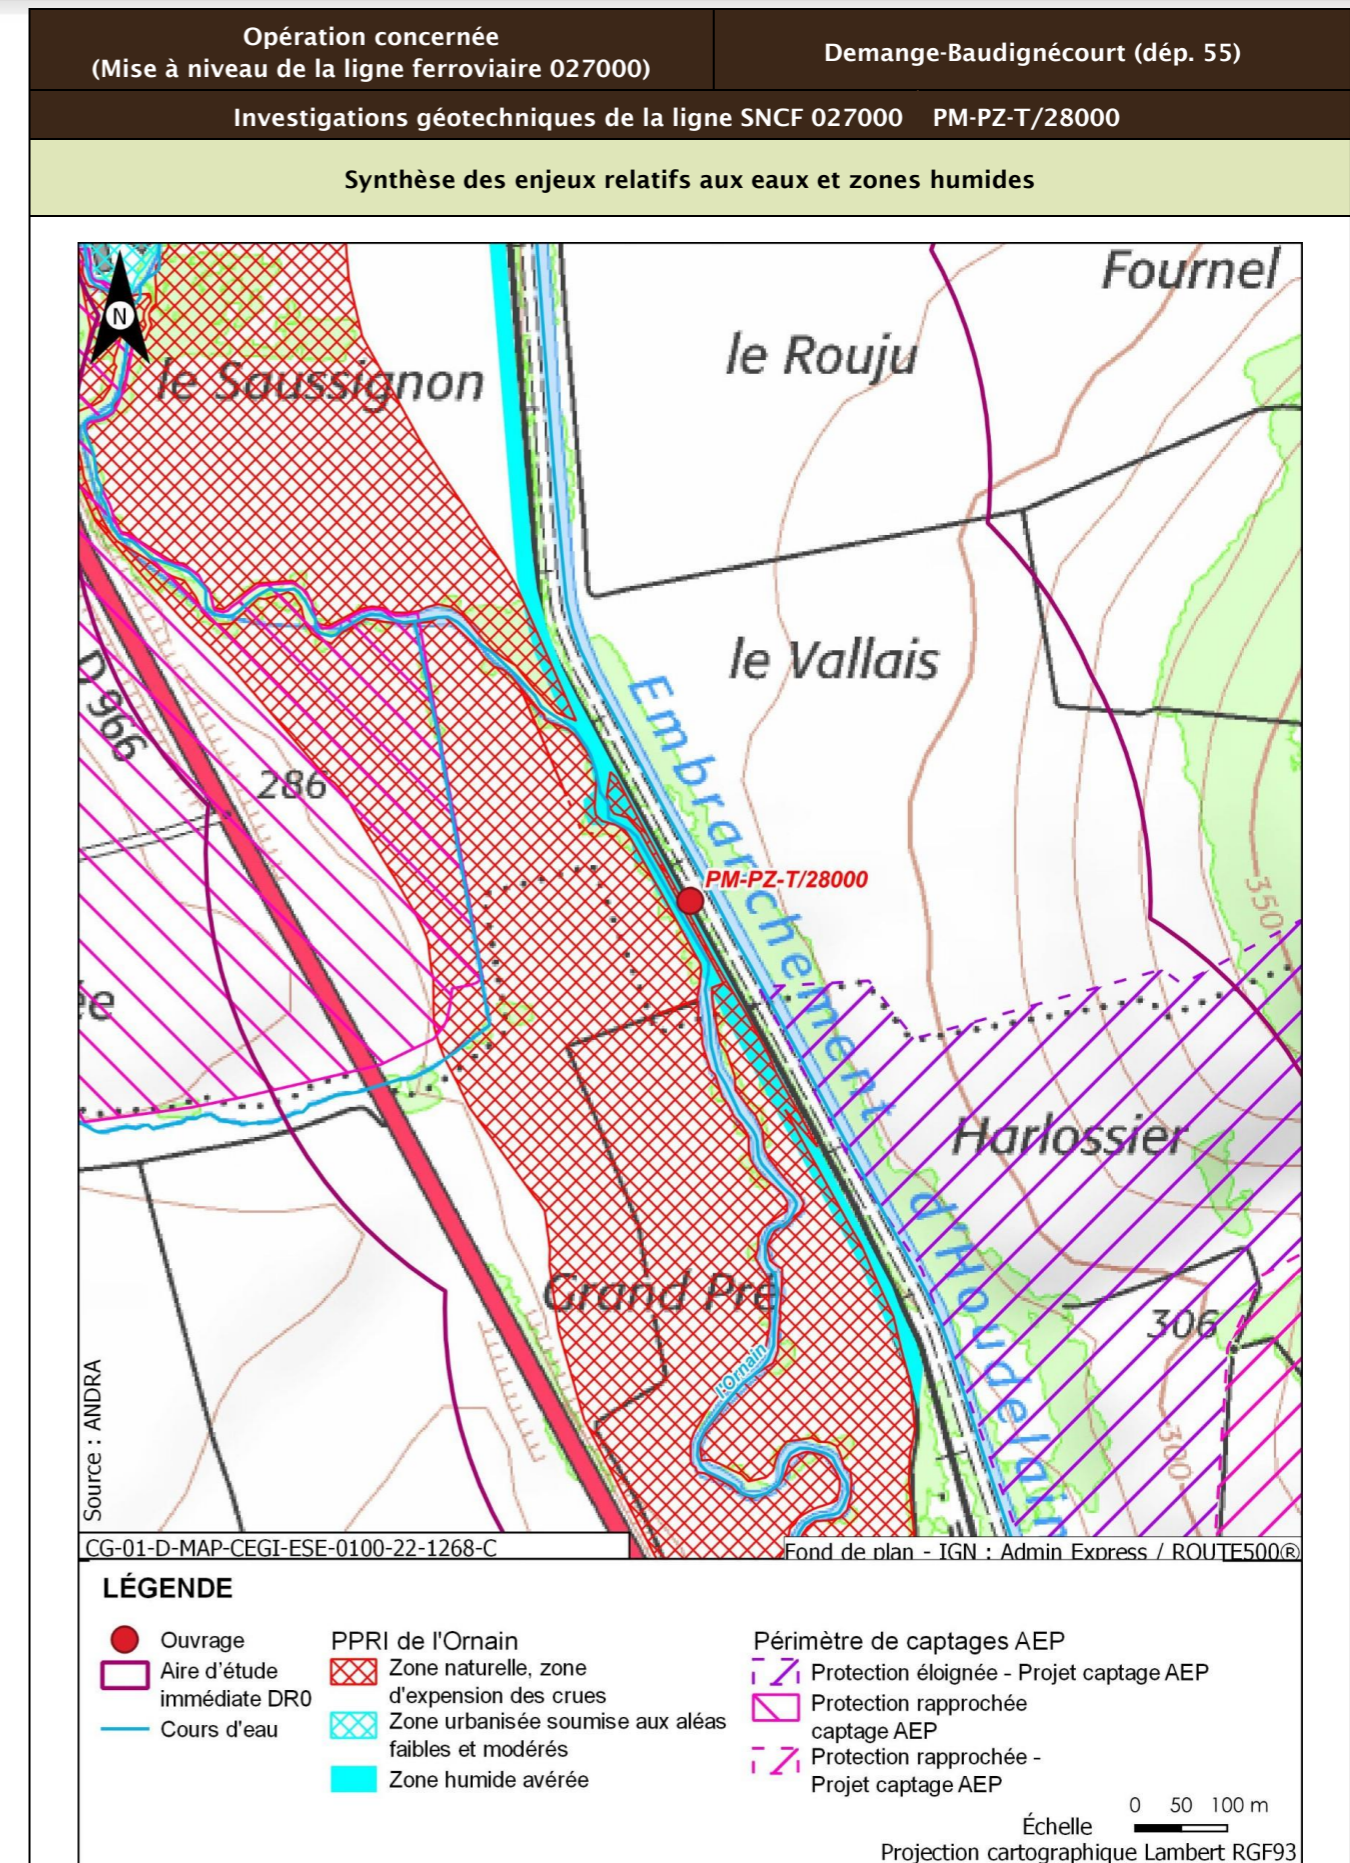 Opération concernée
(Mise à niveau de la ligne ferroviaire 027000)
Demange-Baudignécourt (dép. 55)
Investigations géotechniques de la ligne SNCF 027000 PM-PZ-T/28000
Synthèse des enjeux relatifs aux eaux et zones humides
N
Fournel
le Rouju
le Saussignon
le Vallais
D 966
286
Embranchement d'Houdelain
PM-PZ-T/28000
350
ée
Harlossier
306
Grand Pré
l'Ornain
300
Source : ANDRA
CG-01-D-MAP-CEGI-ESE-0100-22-1268-C
Fond de plan - IGN : Admin Express / ROUTE500®
LÉGENDE
Ouvrage
Aire d'étude
immédiate DR0
Cours d'eau
PPRI de l'Ornain
Zone naturelle, zone
d'expension des crues
Zone urbanisée soumise aux aléas
faibles et modérés
Zone humide avérée
Périmètre de captages AEP
Protection éloignée - Projet captage AEP
Protection rapprochée
captage AEP
Protection rapprochée -
Projet captage AEP
0 50 100 m
Échelle
Projection cartographique Lambert RGF93